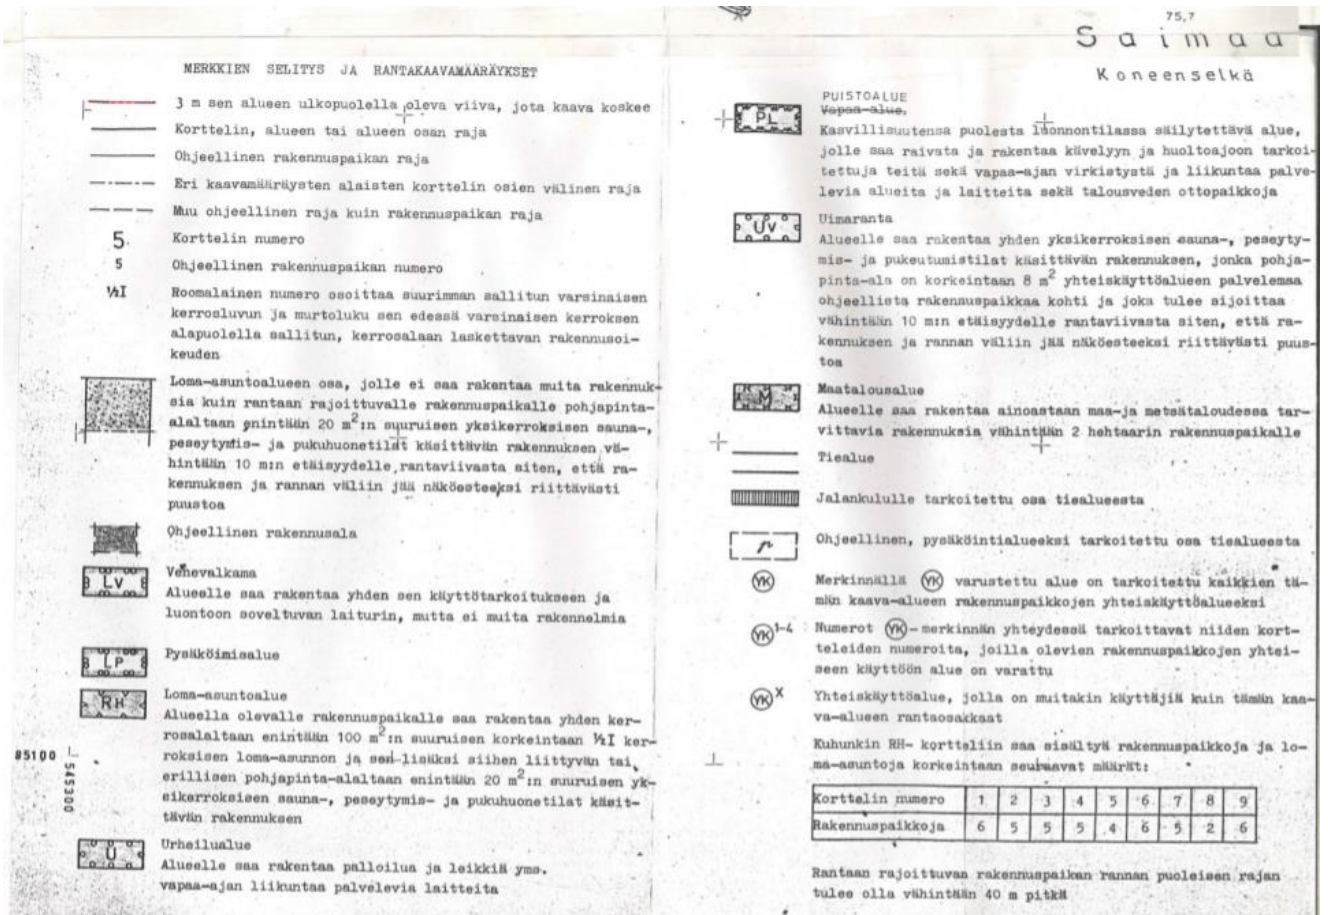 75,7
Saimaa
Koneenselkä
MERKKIEN SELITYS JA RANTAKAAVAMÄÄRÄYKSET
3 m sen alueen ulkopuolella oleva viiva, jota kaava koskee
Korttelin, alueen tai alueen osan raja
Ohjeellinen rakennuspaikan raja
Eri kaavamääräysten alaisten korttelin osien välinen raja
Muu ohjeellinen raja kuin rakennuspaikan raja
5. Korttelin numero
5 Ohjeellinen rakennuspaikan numero
½I Roomalainen numero osoittaa suurimman sallitun varsinaisen
kerrosluvun ja murtoluku sen edessä varsinaisen kerroksen
alapuolella sallitun, kerrosalaan laskettavan rakennusoi-
keuden
Loma-asuntoalueen osa, jolle ei saa rakentaa muita rakennuk-
sia kuin rantaan rajoittuvalle rakennuspaikalle pohjapinta-
alaltaan enintään 20 m²:n suuruisen yksikerroksisen sauna-,
peseytymis- ja pukuhuonetilat käsittävän rakennuksen vä-
hintään 10 m:n etäisyydelle rantaviivasta siten, että ra-
kennuksen ja rannan väliin jää näköesteeksi riittävästi
puustoa
Ohjeellinen rakennusala
Lv Venevalkama
Alueelle saa rakentaa yhden sen käyttötarkoitukseen ja
luontoon soveltuvan laiturin, mutta ei muita rakennelmia
LP Pysäköimisalue
RH Loma-asuntoalue
Alueella olevalle rakennuspaikalle saa rakentaa yhden ker-
rosalaltaan enintään 100 m²:n suuruisen korkeintaan ½I ker-
roksisen loma-asunnon ja sen lisäksi siihen liittyvän tai
erillisen pohjapinta-alaltaan enintään 20 m²:n suuruisen yk-
sikerroksisen sauna-, peseytymis- ja pukuhuonetilat käsit-
tävän rakennuksen
85100
545300
U Urheilualue
Alueelle saa rakentaa palloilua ja leikkiä yms.
vapaa-ajan liikuntaa palvelevia laitteita
PUISTOALUE
PL Vapaa-alue.
Kasvillisuutensa puolesta luonnontilassa säilytettävä alue,
jolle saa raivata ja rakentaa kävelyyn ja huoltoajoon tarkoi-
tettuja teitä sekä vapaa-ajan virkistystä ja liikuntaa palve-
levia alueita ja laitteita sekä talousveden ottopaikkoja
Uv Uimaranta
Alueelle saa rakentaa yhden yksikerroksisen sauna-, peseyty-
mis- ja pukeutumistilat käsittävän rakennuksen, jonka pohja-
pinta-ala on korkeintaan 8 m² yhteiskäyttöalueen palvelemaa
ohjeellista rakennuspaikkaa kohti ja joka tulee sijoittaa
vähintään 10 m:n etäisyydelle rantaviivasta siten, että ra-
kennuksen ja rannan väliin jää näköesteeksi riittävästi puus-
toa
M Maatalousalue
Alueelle saa rakentaa ainoastaan maa-ja metsätaloudessa tar-
vittavia rakennuksia vähintään 2 hehtaarin rakennuspaikalle
Tiealue
Jalankululle tarkoitettu osa tiealueesta
P Ohjeellinen, pysäköintialueeksi tarkoitettu osa tiealueesta
YK Merkinnällä YK varustettu alue on tarkoitettu kaikkien tä-
män kaava-alueen rakennuspaikkojen yhteiskäyttöalueeksi
YK 1-4 Numerot YK-merkinnän yhteydessä tarkoittavat niiden kort-
teleiden numeroita, joilla olevien rakennuspaikkojen yhtei-
seen käyttöön alue on varattu
YK X Yhteiskäyttöalue, jolla on muitakin käyttäjiä kuin tämän kaa-
va-alueen rantaosakkaat
Kuhunkin RH- kortteliin saa sisältyä rakennuspaikkoja ja lo-
ma-asuntoja korkeintaan seuraavat määrät:
Korttelin numero 1 2 3 4 5 6 7 8 9
Rakennuspaikkoja 6 5 5 5 4 6 5 2 6
Rantaan rajoittuvan rakennuspaikan rannan puoleisen rajan
tulee olla vähintään 40 m pitkä